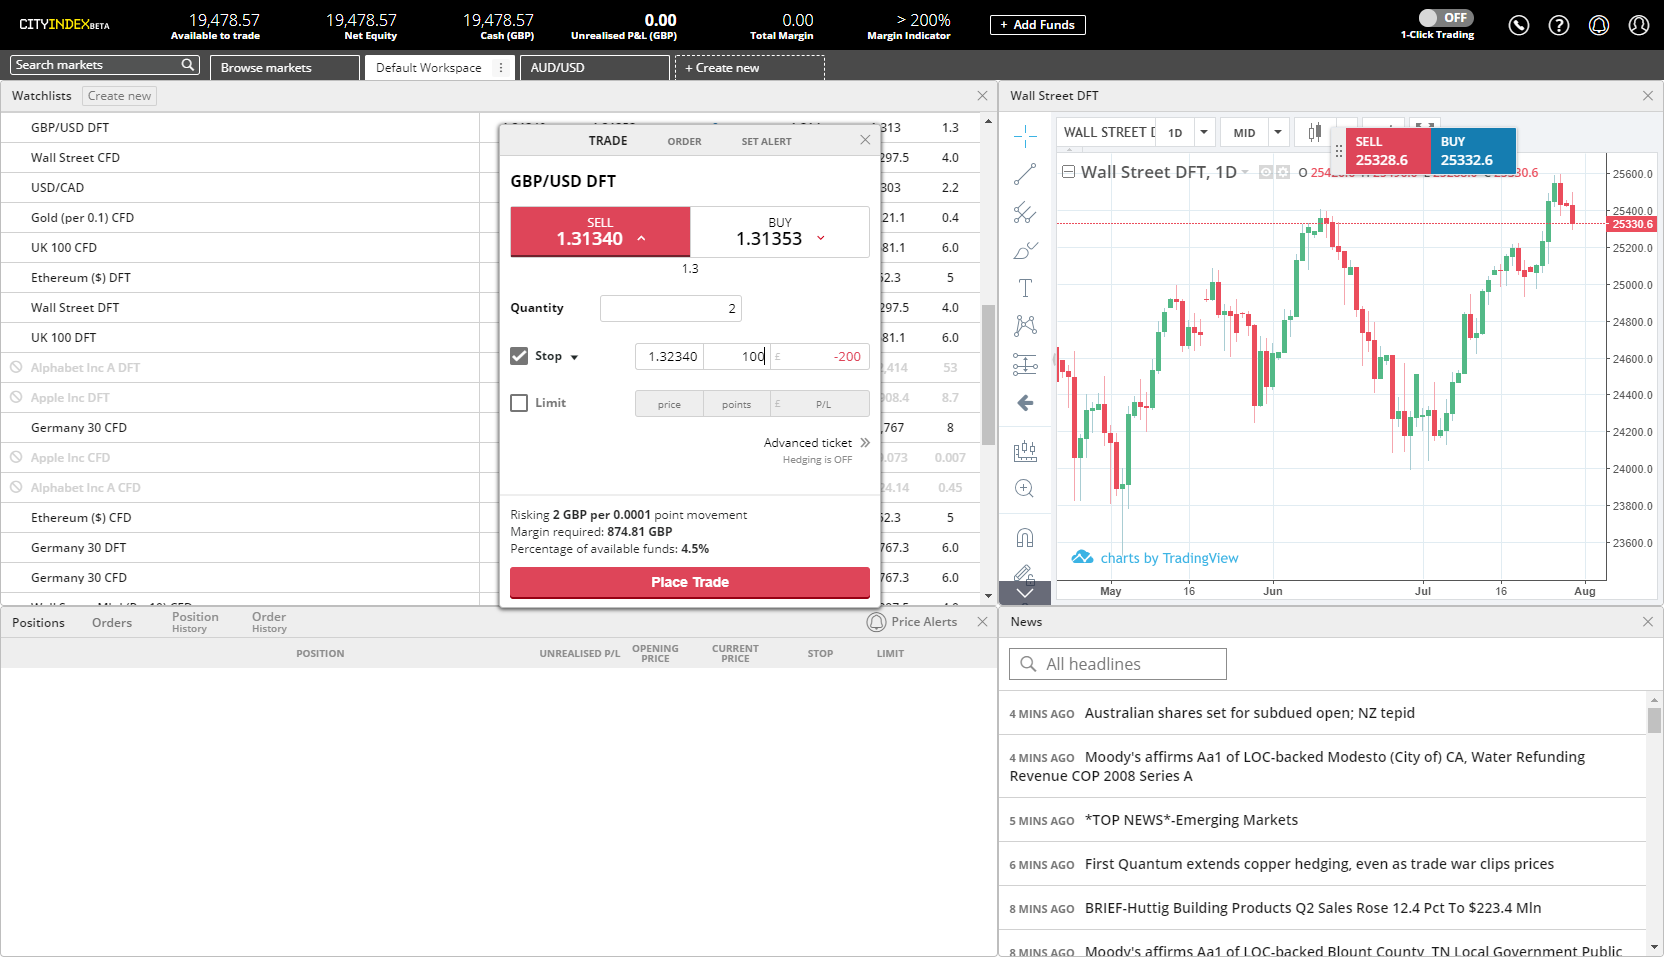 CITYINDEXBETA
19,478.57
Available to trade
19,478.57
Net Equity
19,478.57
Cash (GBP)
0.00
Unrealised P&L (GBP)
0.00
Total Margin
> 200%
Margin Indicator
+ Add Funds
OFF
1-Click Trading
Search markets
Browse markets
Default Workspace
AUD/USD
+ Create new
Watchlists
Create new
GBP/USD DFT 1.3
Wall Street CFD 297.5 4.0
USD/CAD 303 2.2
Gold (per 0.1) CFD 21.1 0.4
UK 100 CFD 81.1 6.0
Ethereum ($) DFT 52.3 5
Wall Street DFT 297.5 4.0
UK 100 DFT 81.1 6.0
Alphabet Inc A DFT 2,414 53
Apple Inc DFT 908.4 8.7
Germany 30 CFD ,767 8
Apple Inc CFD 9.073 0.007
Alphabet Inc A CFD 24.14 0.45
Ethereum ($) CFD 52.3 5
Germany 30 DFT 767.3 6.0
Germany 30 CFD 767.3 6.0
TRADE
ORDER
SET ALERT
GBP/USD DFT
SELL
1.31340
BUY
1.31353
1.3
Quantity
2
Stop
1.32340
100
£
-200
Limit
price
points
£
P/L
Advanced ticket
Hedging is OFF
Risking 2 GBP per 0.0001 point movement
Margin required: 874.81 GBP
Percentage of available funds: 4.5%
Place Trade
Wall Street DFT
WALL STREET D
1D
MID
SELL
25328.6
BUY
25332.6
Wall Street DFT, 1D
O
25600.0
25400.0
25330.6
25200.0
25000.0
24800.0
24600.0
24400.0
24200.0
24000.0
23800.0
23600.0
charts by TradingView
May
16
Jun
Jul
16
Aug
Positions
Orders
Position
History
Order
History
Price Alerts
POSITION
UNREALISED P/L
OPENING
PRICE
CURRENT
PRICE
STOP
LIMIT
News
All headlines
4 MINS AGO Australian shares set for subdued open; NZ tepid
4 MINS AGO Moody's affirms Aa1 of LOC-backed Modesto (City of) CA, Water Refunding
Revenue COP 2008 Series A
5 MINS AGO *TOP NEWS*-Emerging Markets
6 MINS AGO First Quantum extends copper hedging, even as trade war clips prices
8 MINS AGO BRIEF-Huttig Building Products Q2 Sales Rose 12.4 Pct To $223.4 Mln
8 MINS AGO Moody's affirms Aa1 of LOC-backed Blount County, TN Local Government Public